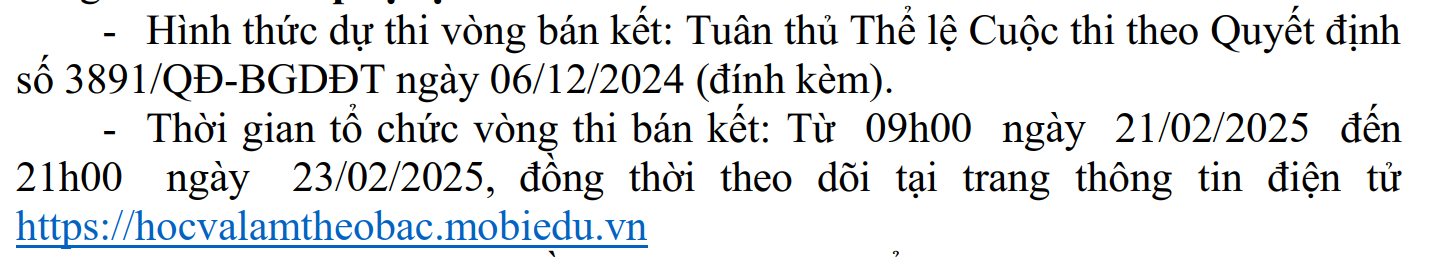 - Hình thức dự thi vòng bán kết: Tuân thủ Thể lệ Cuộc thi theo Quyết định
số 3891/QĐ-BGDĐT ngày 06/12/2024 (đính kèm).
- Thời gian tổ chức vòng thi bán kết: Từ 09h00 ngày 21/02/2025 đến
21h00 ngày 23/02/2025, đồng thời theo dõi tại trang thông tin điện tử
https://hocvalamtheobac.mobiedu.vn